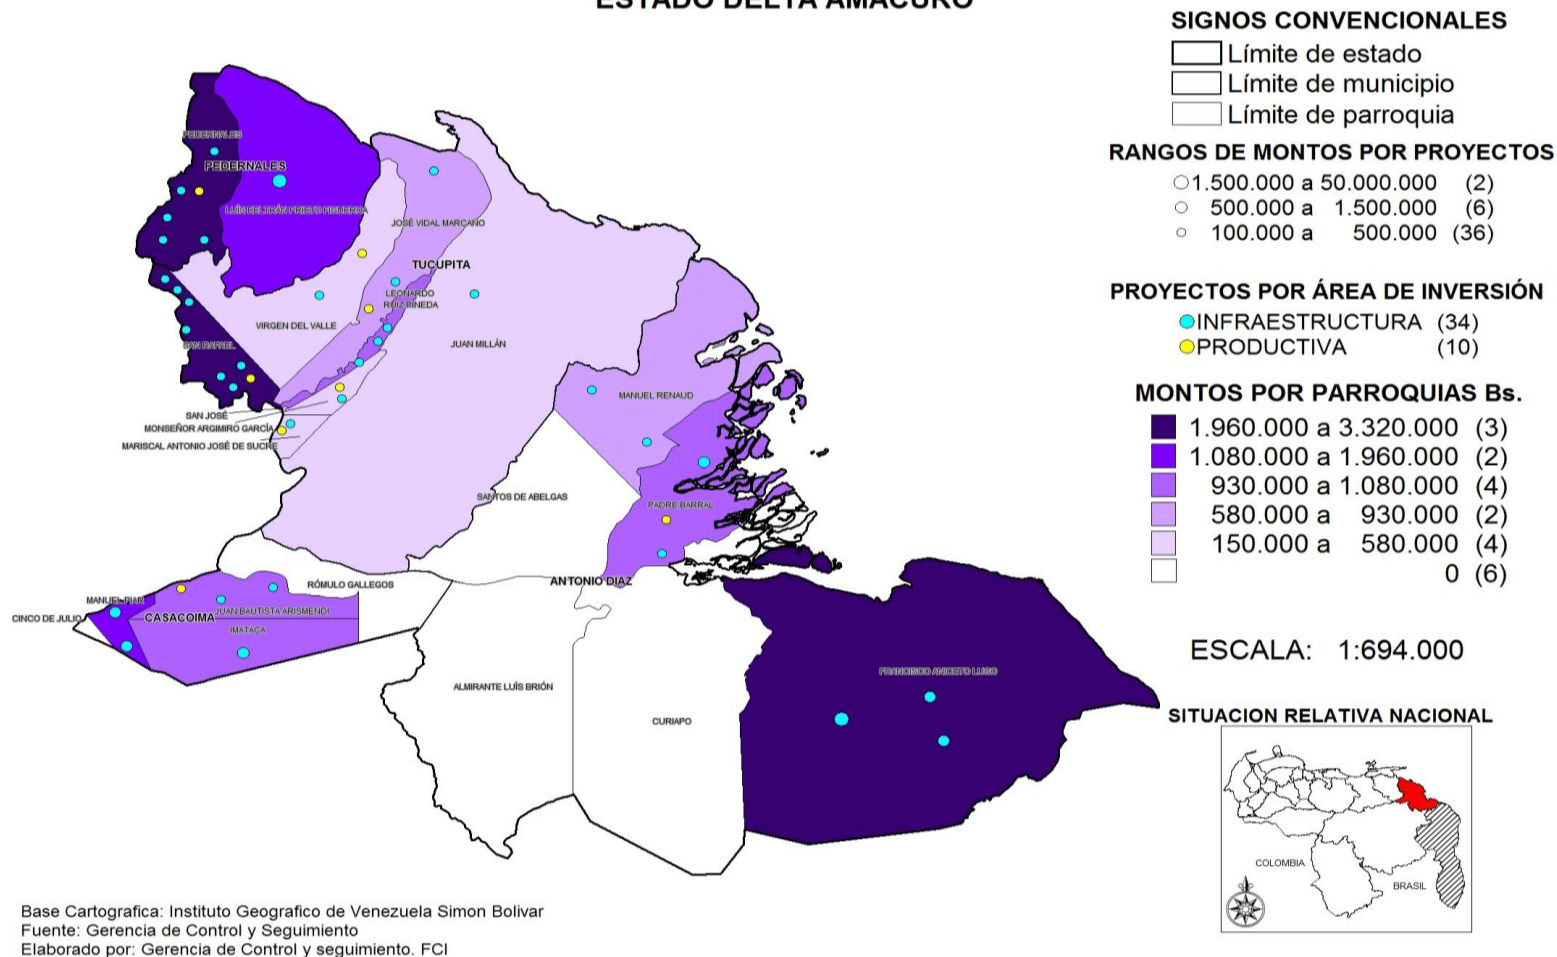 ESTADO DELTA AMACURO
SIGNOS CONVENCIONALES
Límite de estado
Límite de municipio
Límite de parroquia
RANGOS DE MONTOS POR PROYECTOS
1.500.000 a 50.000.000 (2)
500.000 a 1.500.000 (6)
100.000 a 500.000 (36)
PROYECTOS POR ÁREA DE INVERSIÓN
INFRAESTRUCTURA (34)
PRODUCTIVA (10)
MONTOS POR PARROQUIAS Bs.
1.960.000 a 3.320.000 (3)
1.080.000 a 1.960.000 (2)
930.000 a 1.080.000 (4)
580.000 a 930.000 (2)
150.000 a 580.000 (4)
0 (6)
ESCALA: 1:694.000
SITUACION RELATIVA NACIONAL
COLOMBIA
BRASIL
PEDERNALES
PEDERNALES
LUÍS BELTRÁN PRIETO FIGUEROA
JOSÉ VIDAL MARCANO
TUCUPITA
LEONARDO
RUIZ PINEDA
VIRGEN DEL VALLE
JUAN MILLÁN
SAN RAFAEL
SAN JOSÉ
MONSEÑOR ARGIMIRO GARCÍA
MARISCAL ANTONIO JOSÉ DE SUCRE
MANUEL RENAUD
SANTOS DE ABELGAS
PADRE BARRAL
ANTONIO DIAZ
RÓMULO GALLEGOS
MANUEL PIAR
CINCO DE JULIO
CASACOIMA
JUAN BAUTISTA ARISMENDI
IMATACA
ALMIRANTE LUÍS BRIÓN
CURIAPO
FRANCISCO ANICETO LUGO
Base Cartografica: Instituto Geografico de Venezuela Simon Bolivar
Fuente: Gerencia de Control y Seguimiento
Elaborado por: Gerencia de Control y seguimiento. FCI